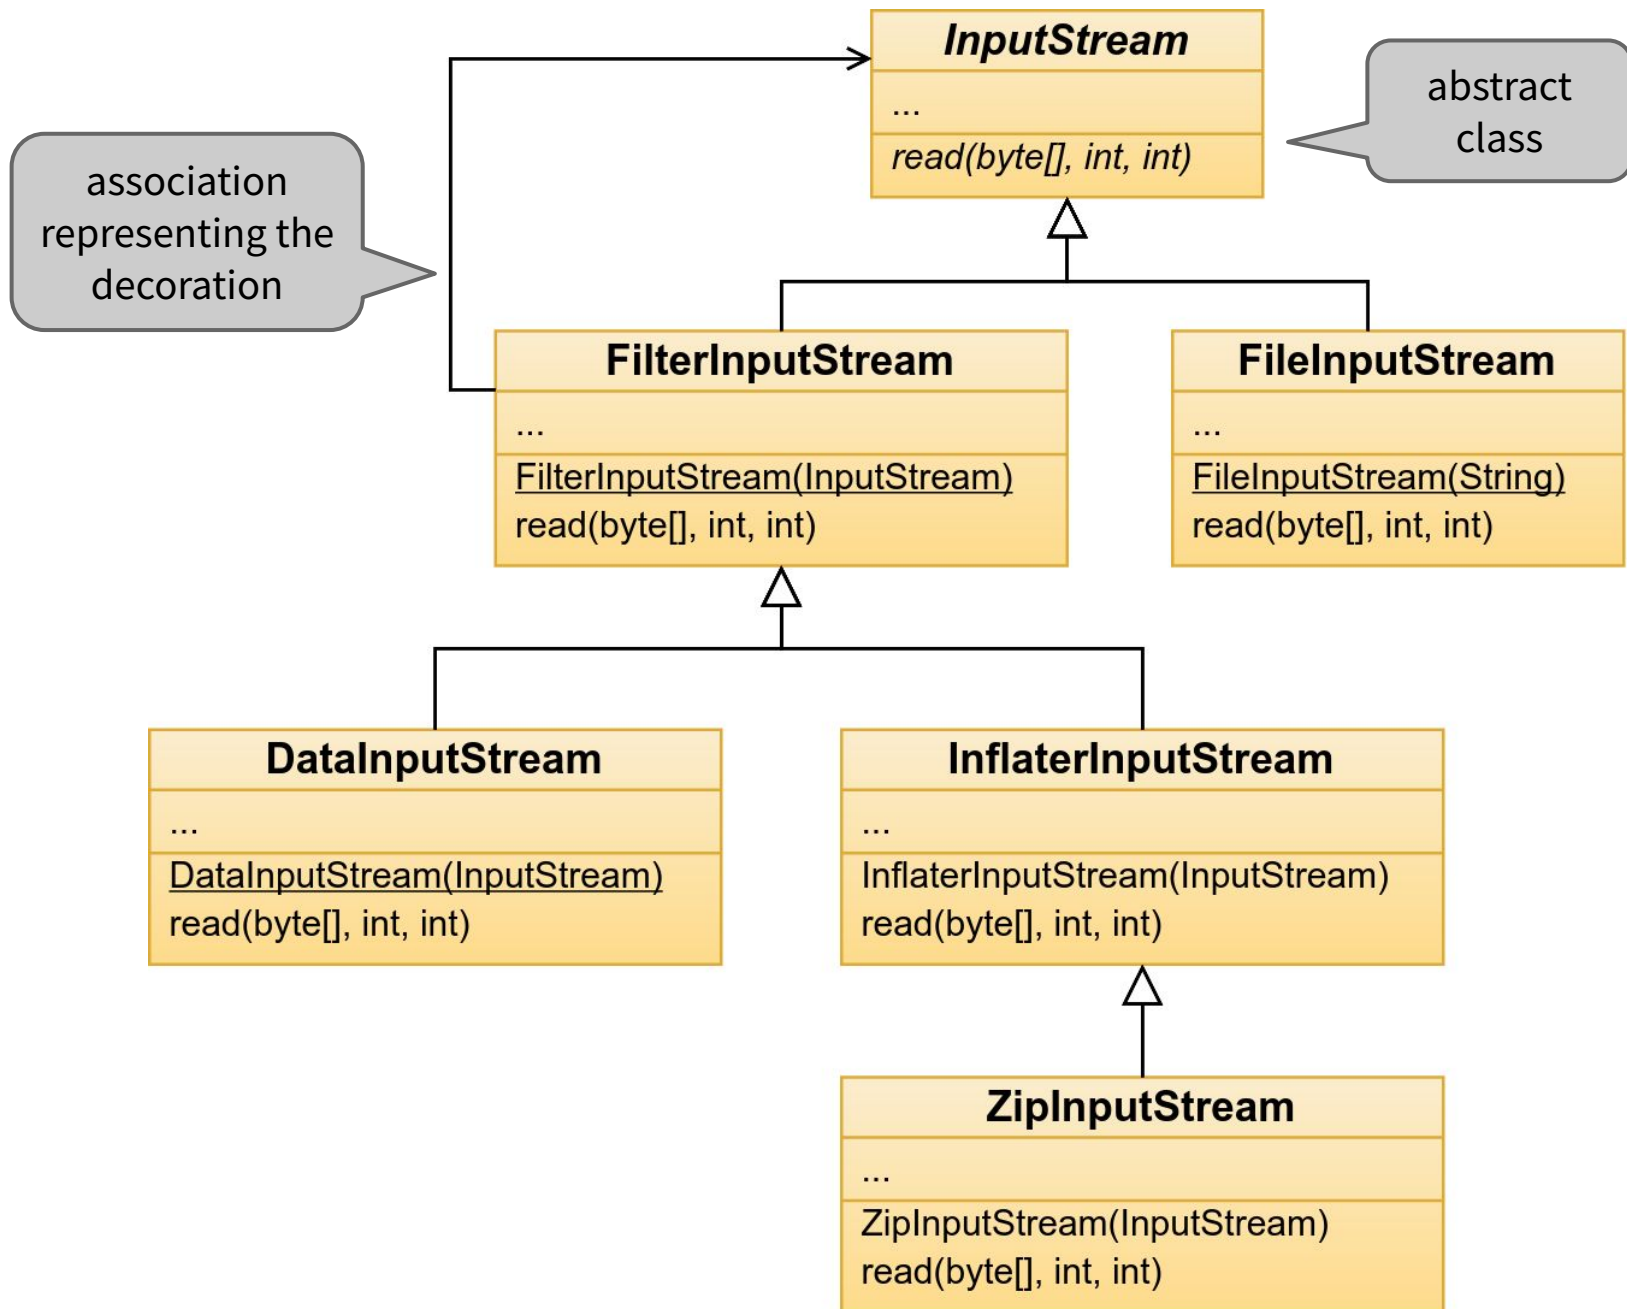 InputStream
...
read(byte[], int, int)
abstract
class
association
representing the
decoration
FilterInputStream
...
FilterInputStream(InputStream)
read(byte[], int, int)
FileInputStream
...
FileInputStream(String)
read(byte[], int, int)
DataInputStream
...
DataInputStream(InputStream)
read(byte[], int, int)
InflaterInputStream
...
InflaterInputStream(InputStream)
read(byte[], int, int)
ZipInputStream
...
ZipInputStream(InputStream)
read(byte[], int, int)